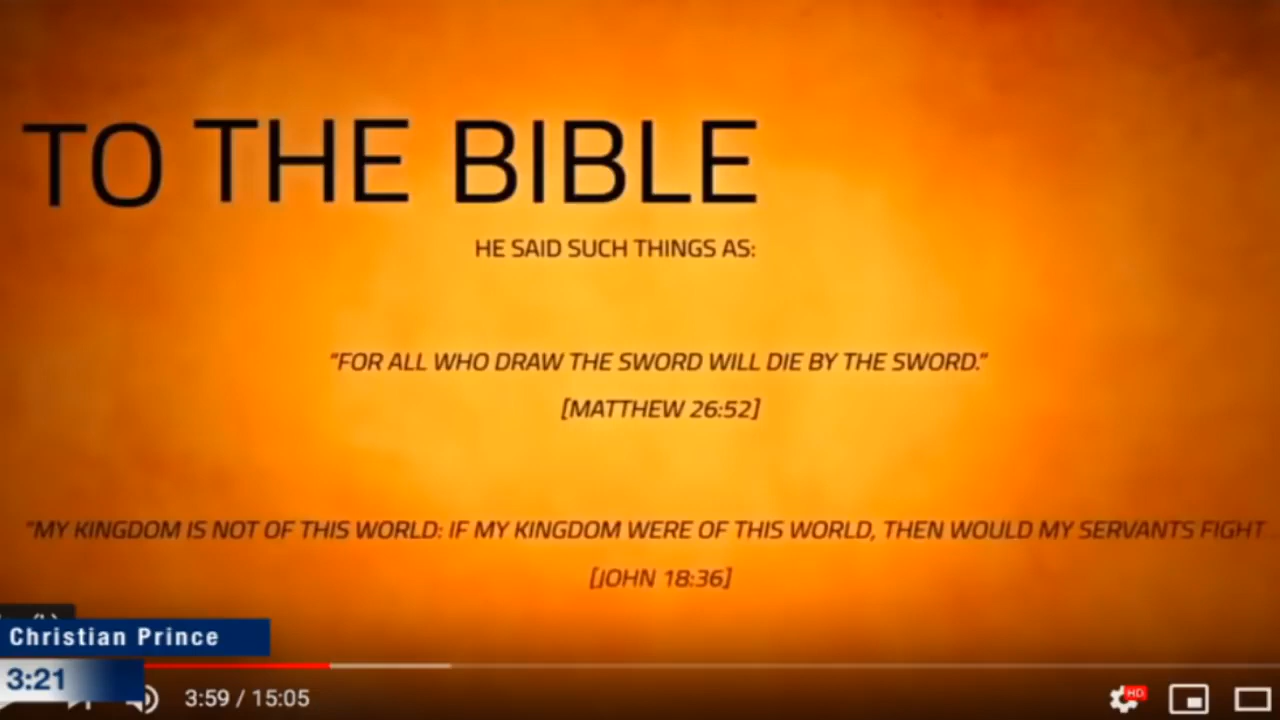 TO THE BIBLE
HE SAID SUCH THINGS AS:
"FOR ALL WHO DRAW THE SWORD WILL DIE BY THE SWORD."
[MATTHEW 26:52]
"MY KINGDOM IS NOT OF THIS WORLD: IF MY KINGDOM WERE OF THIS WORLD, THEN WOULD MY SERVANTS FIGHT
[JOHN 18:36]
Christian Prince
3:21
3:59 / 15:05
HD